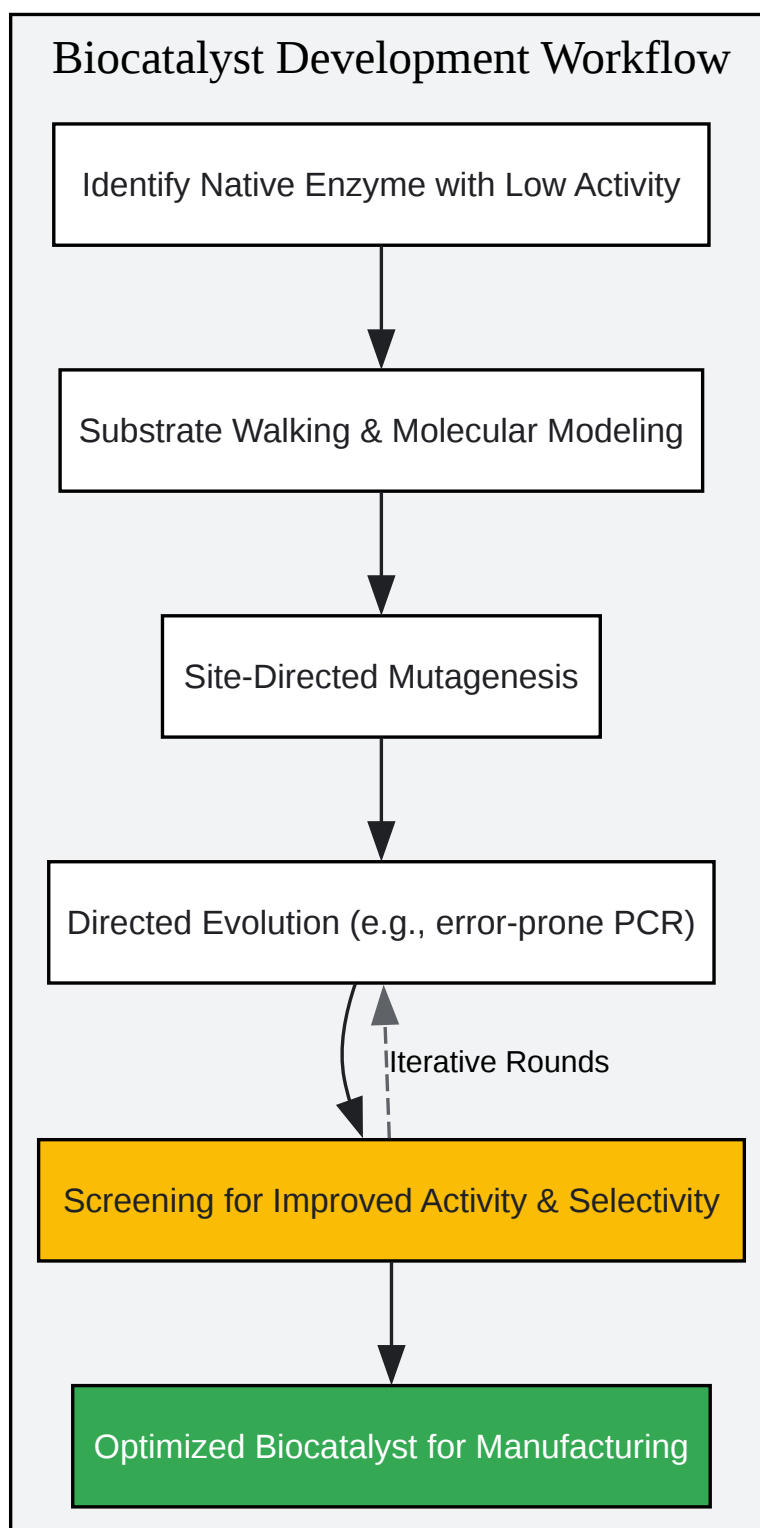 Biocatalyst Development Workflow
Identify Native Enzyme with Low Activity
Substrate Walking & Molecular Modeling
Site-Directed Mutagenesis
Directed Evolution (e.g., error-prone PCR)
Iterative Rounds
Screening for Improved Activity & Selectivity
Optimized Biocatalyst for Manufacturing